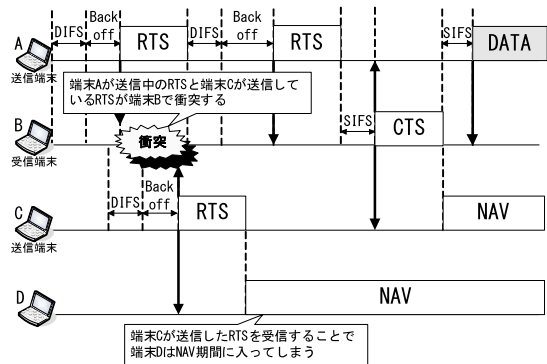 DIFS
Back
off
RTS
DIFS
Back
off
RTS
SIFS
DATA
A
送信端末
端末Aが送信中のRTSと端末Cが送信して
いるRTSが端末Bで衝突する
B
受信端末
衝突
SIFS
CTS
DIFS
Back
off
RTS
NAV
C
送信端末
D
NAV
端末Cが送信したRTSを受信することで
端末DはNAV期間に入ってしまう